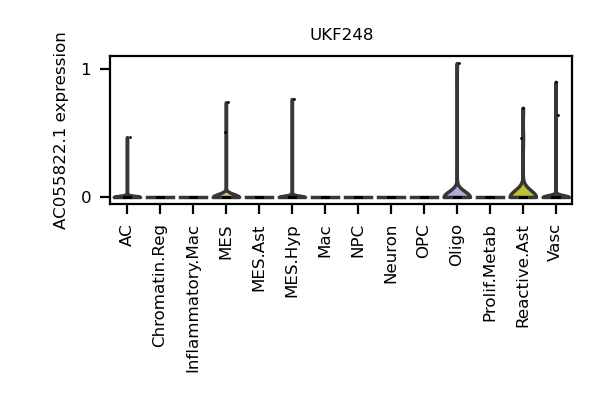 UKF248
AC055822.1 expression
1
0
AC
Chromatin.Reg
Inflammatory.Mac
MES
MES.Ast
MES.Hyp
Mac
NPC
Neuron
OPC
Oligo
Prolif.Metab
Reactive.Ast
Vasc